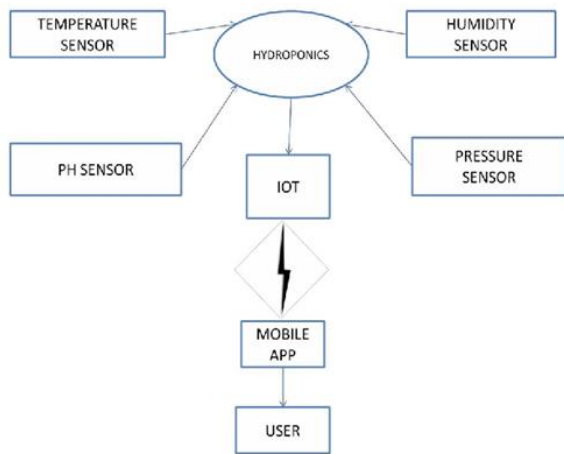 TEMPERATURE
SENSOR
HYDROPONICS
HUMIDITY
SENSOR
PH SENSOR
IOT
PRESSURE
SENSOR
MOBILE
APP
USER